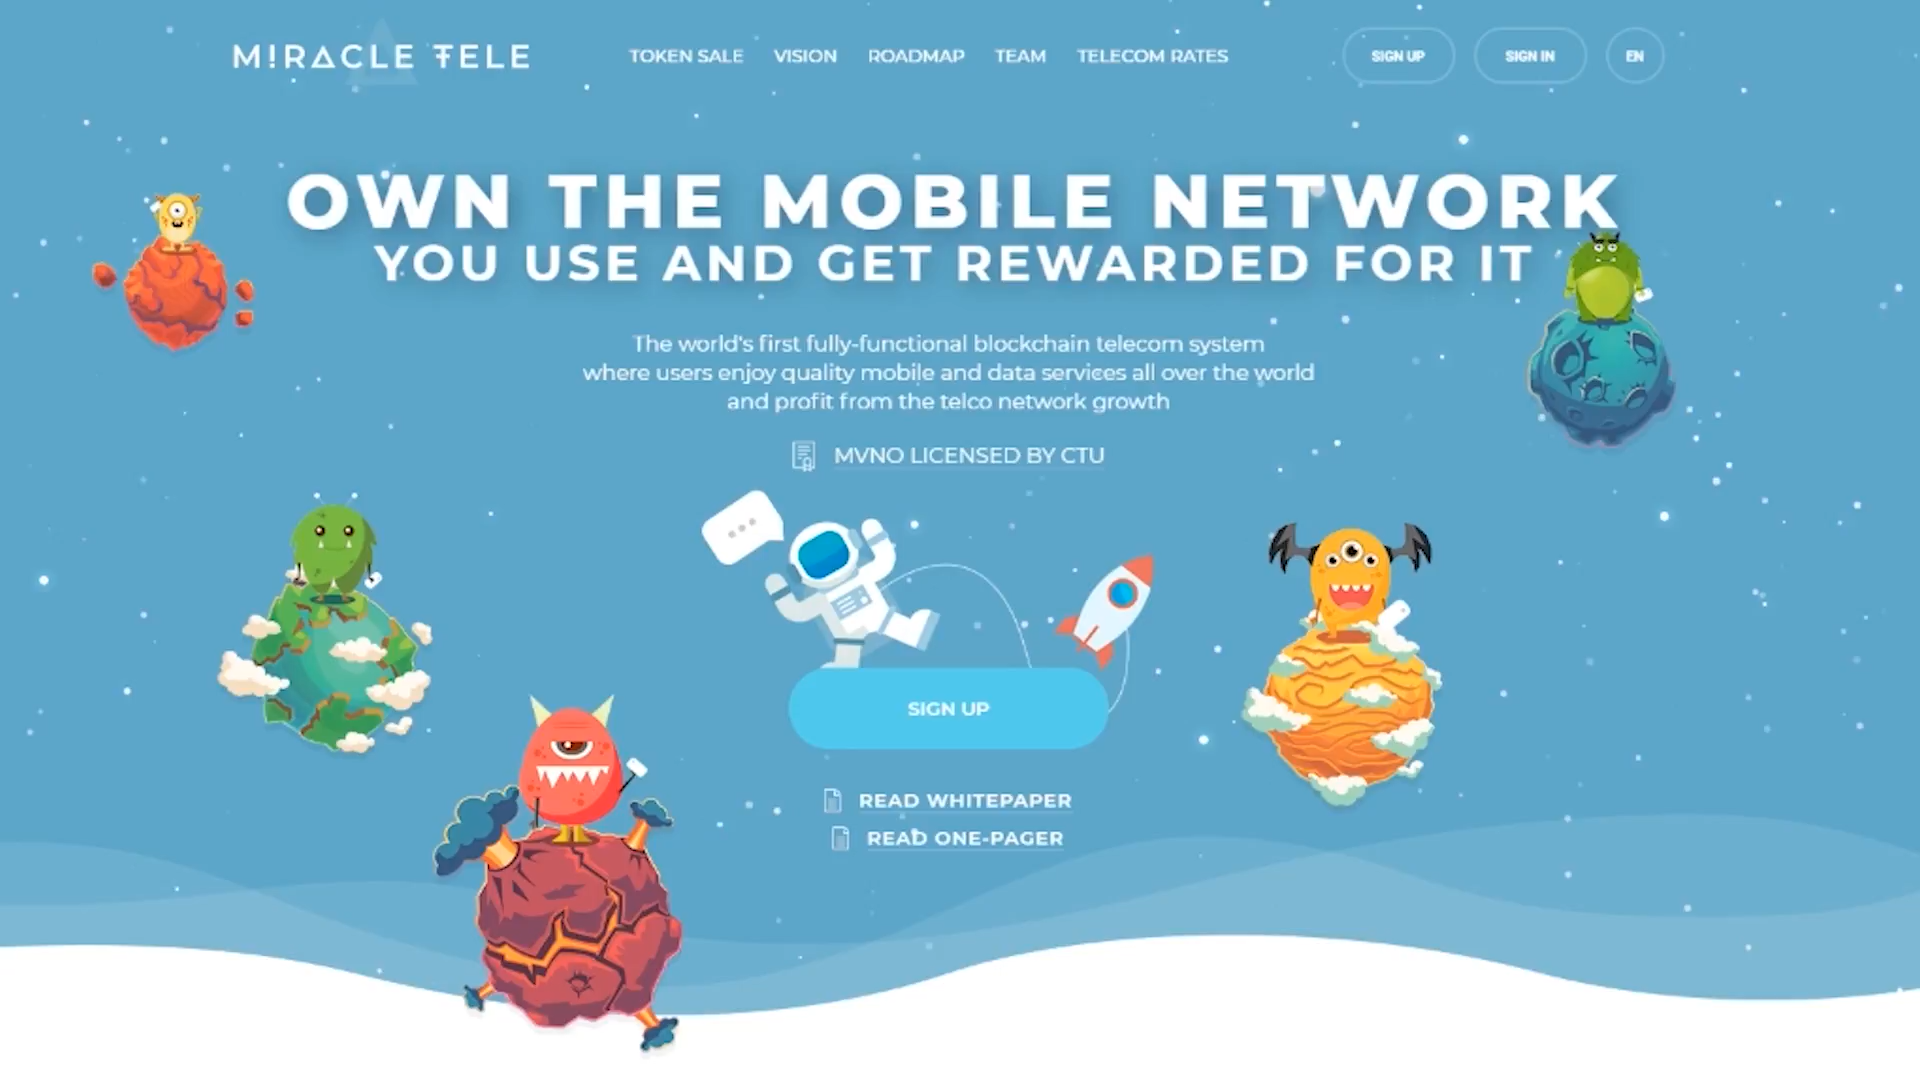 M!RACLE TELE
TOKEN SALE
VISION
ROADMAP
TEAM
TELECOM RATES
SIGN UP
SIGN IN
EN
OWN THE MOBILE NETWORK
YOU USE AND GET REWARDED FOR IT
The world's first fully-functional blockchain telecom system
where users enjoy quality mobile and data services all over the world
and profit from the telco network growth
MVNO LICENSED BY CTU
SIGN UP
READ WHITEPAPER
READ ONE-PAGER